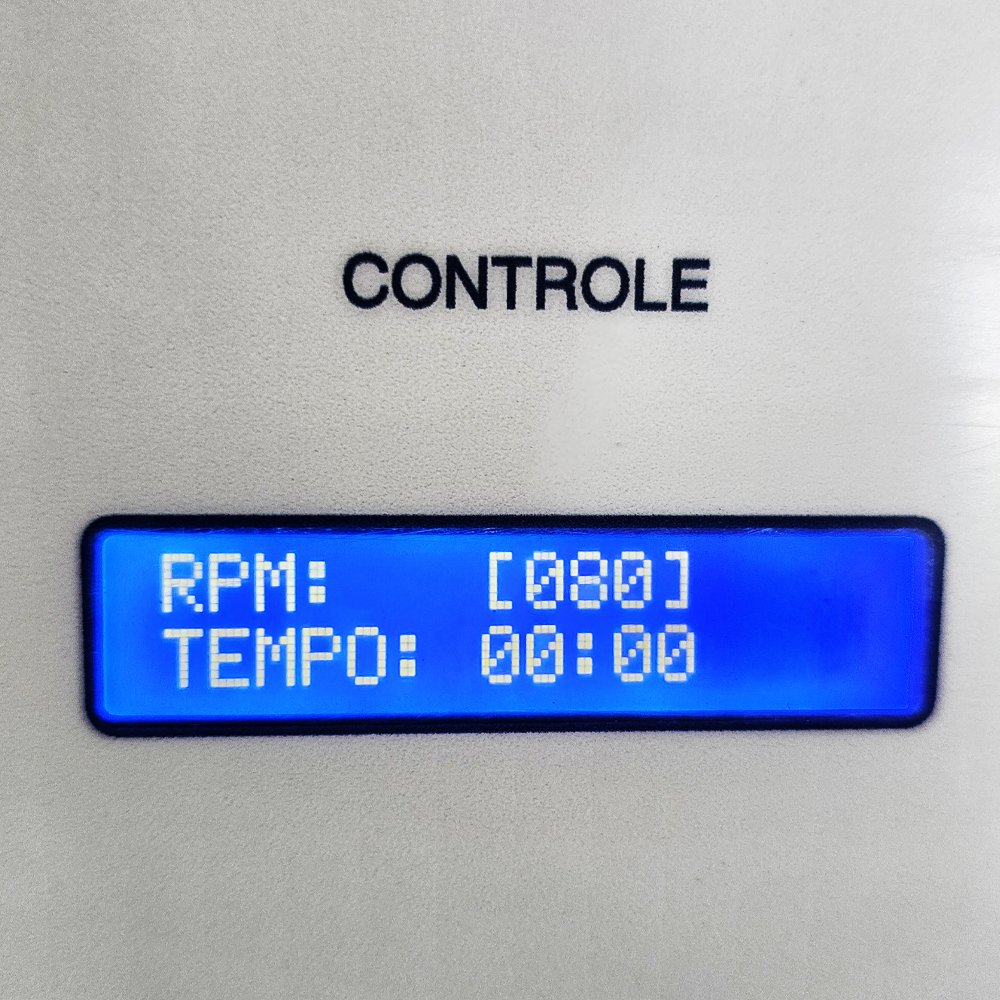 CONTROLE
RPM: [080]
TEMPO: 00:00